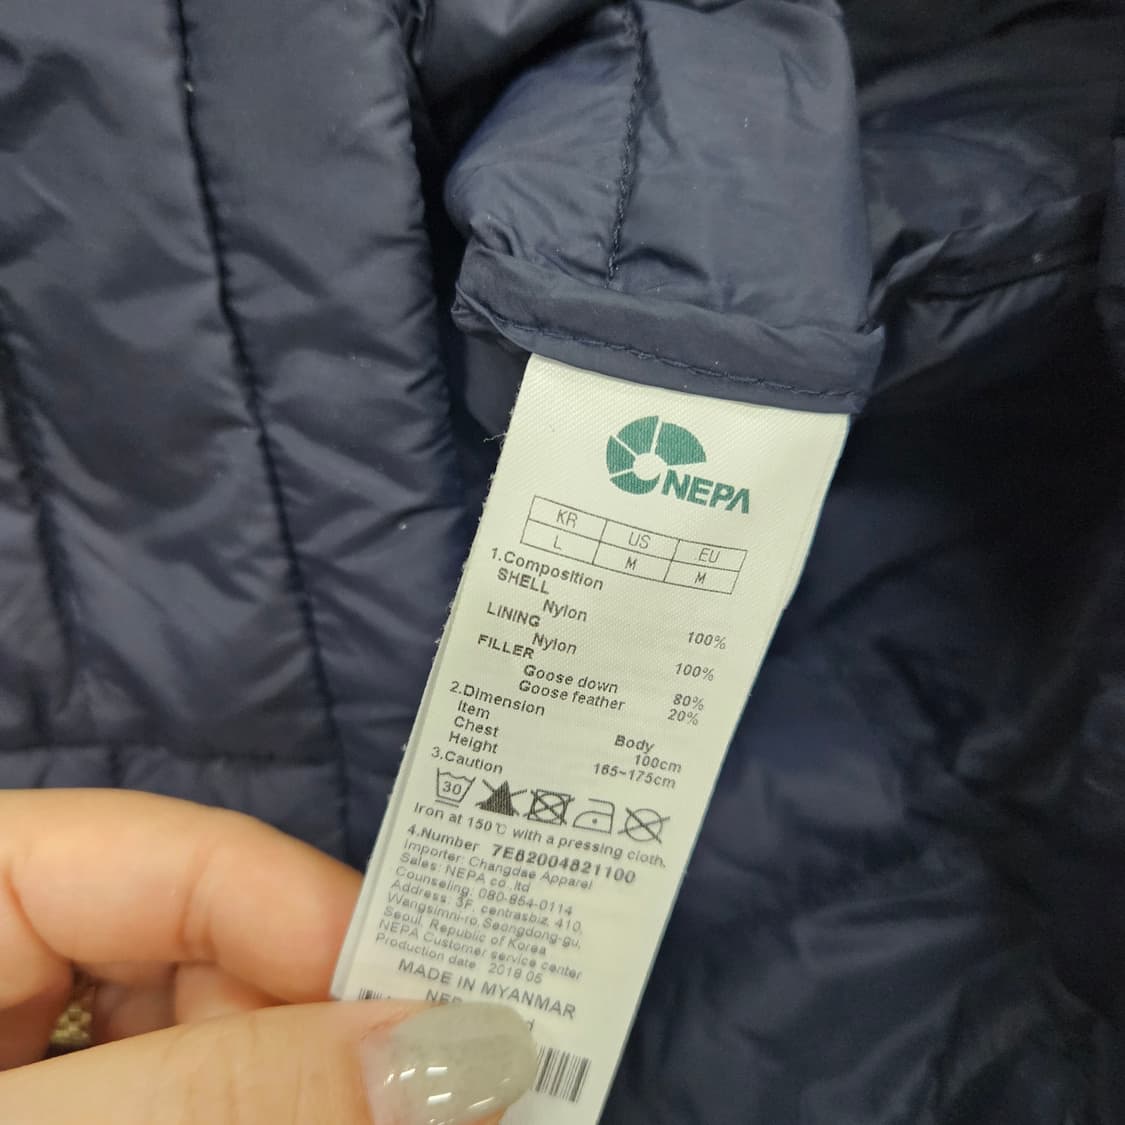 NEPA
KR US EU
L M M
1.Composition
SHELL
Nylon 100%
LINING
Nylon 100%
FILLER
Goose down 80%
Goose feather 20%
2.Dimension
Item Body
Chest 100cm
Height 165~175cm
3.Caution
30
Iron at 150℃ with a pressing cloth.
4.Number 7E82004821100
Importer: Changdae Apparel
Sales: NEPA co.,ltd
Counseling: 080-854-0114
Address: 3F, centrasbiz, 410,
Wangsimni-ro, Seongdong-gu,
Seoul, Republic of Korea
NEPA Customer service center
Production date 2018 05
MADE IN MYANMAR